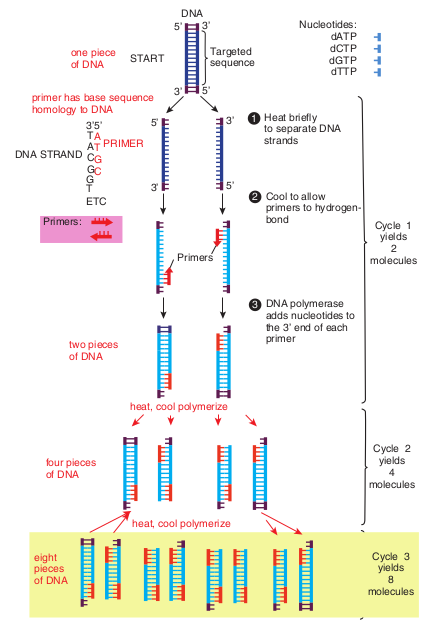 DNA
5' 3'
one piece
of DNA
START
Targeted
sequence
3' 5'
Nucleotides:
dATP
dCTP
dGTP
dTTP
primer has base sequence
homology to DNA
3'5'
T A
A T
C G
G C
G
T
ETC
PRIMER
DNA STRAND
5'
3'
3'
5'
1 Heat briefly
to separate DNA
strands
Primers:
2 Cool to allow
primers to hydrogen-
bond
Primers
3 DNA polymerase
adds nucleotides to
the 3' end of each
primer
Cycle 1
yields
2
molecules
two pieces
of DNA
heat, cool polymerize
four pieces
of DNA
Cycle 2
yields
4
molecules
heat, cool polymerize
eight
pieces
of DNA
Cycle 3
yields
8
molecules